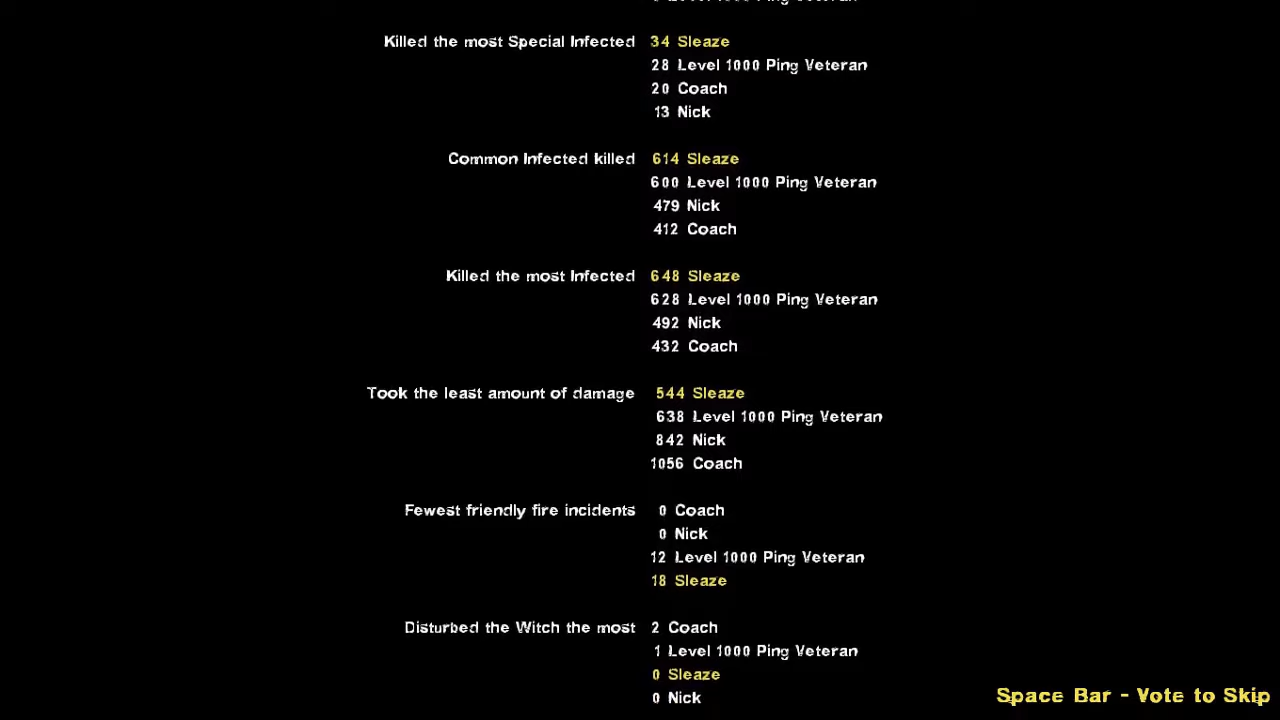 Killed the most Special Infected 34 Sleaze
28 Level 1000 Ping Veteran
20 Coach
13 Nick
Common Infected killed 614 Sleaze
600 Level 1000 Ping Veteran
479 Nick
412 Coach
Killed the most Infected 648 Sleaze
628 Level 1000 Ping Veteran
492 Nick
432 Coach
Took the least amount of damage 544 Sleaze
638 Level 1000 Ping Veteran
842 Nick
1056 Coach
Fewest friendly fire incidents 0 Coach
0 Nick
12 Level 1000 Ping Veteran
18 Sleaze
Disturbed the Witch the most 2 Coach
1 Level 1000 Ping Veteran
0 Sleaze
0 Nick
Space Bar - Vote to Skip